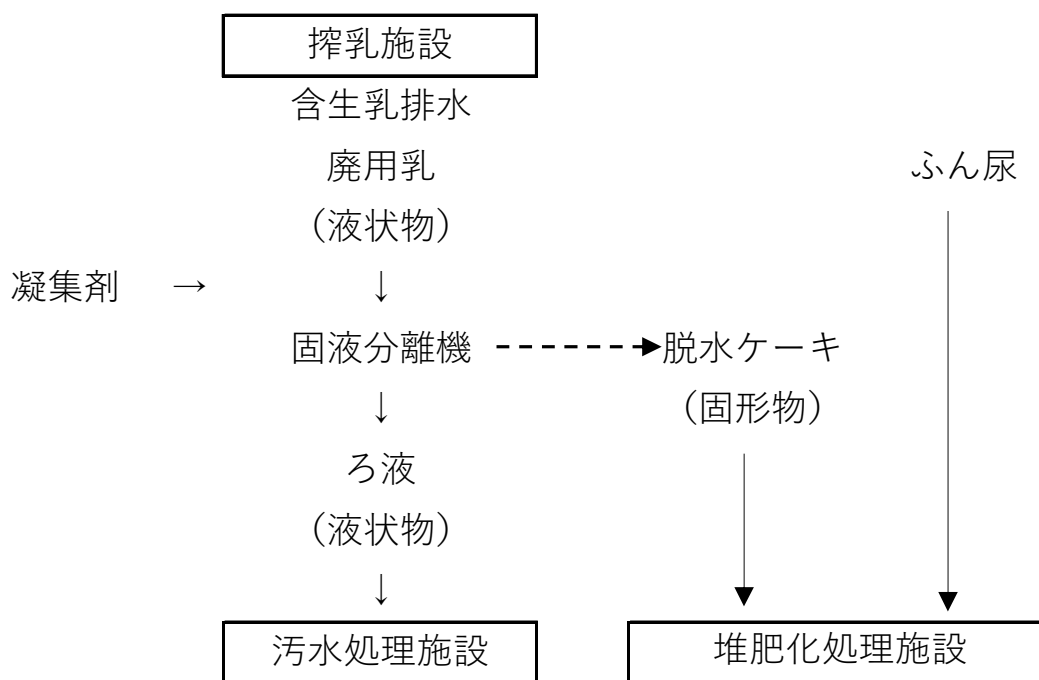 搾乳施設
含生乳排水
廃用乳
ふん尿
（液状物）
凝集剤 → ↓
固液分離機
脱水ケーキ
↓
（固形物）
ろ液
（液状物）
↓
汚水処理施設
堆肥化処理施設